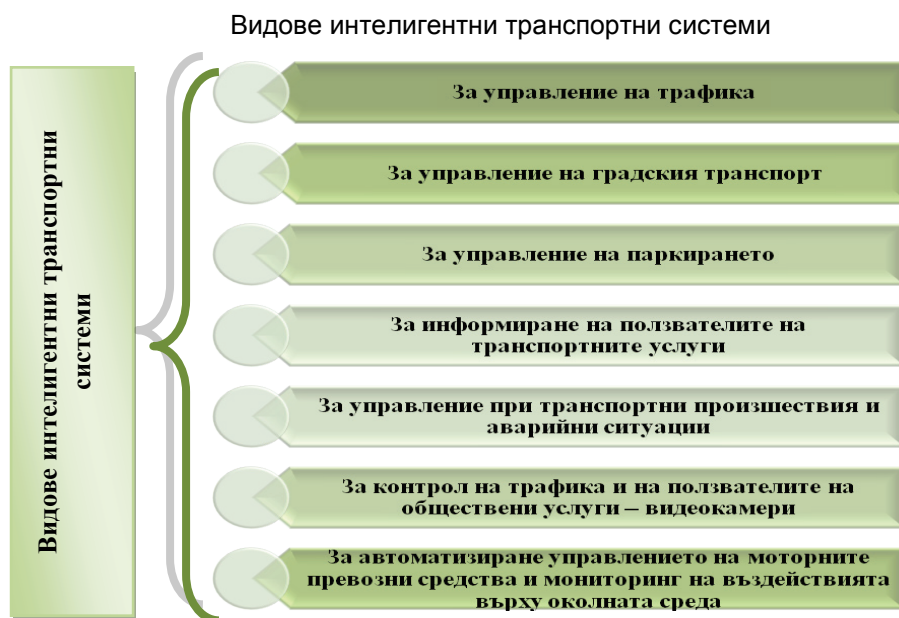 Видове интелигентни транспортни системи
Видове интелигентни транспортни
системи
За управление на трафика
За управление на градския транспорт
За управление на паркирането
За информиране на ползвателите на
транспортните услуги
За управление при транспортни произшествия и
аварийни ситуации
За контрол на трафика и на ползвателите на
обществени услуги – видеокамери
За автоматизиране управлението на моторните
превозни средства и мониторинг на въздействията
върху околната среда